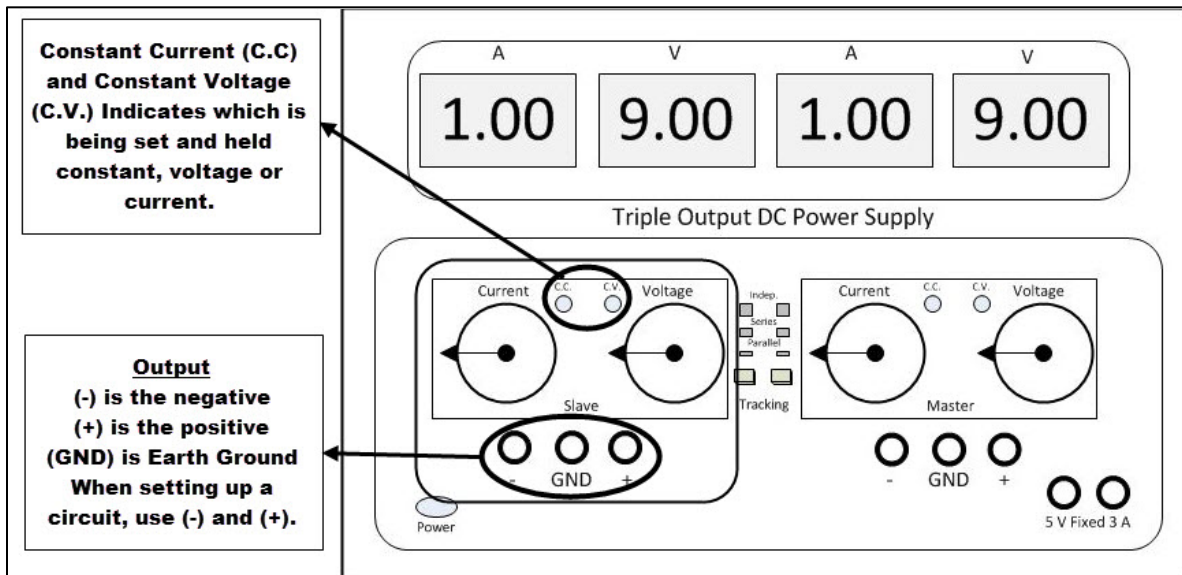 Constant Current (C.C)
and Constant Voltage
(C.V.) Indicates which is
being set and held
constant, voltage or
current.
Output
(-) is the negative
(+) is the positive
(GND) is Earth Ground
When setting up a
circuit, use (-) and (+).
A V A V
1.00 9.00 1.00 9.00
Triple Output DC Power Supply
Current C.C. C.V. Voltage
Slave
- GND +
Power
Indep.
Series
Parallel
Tracking
Current C.C. C.V. Voltage
Master
- GND +
5 V Fixed 3 A